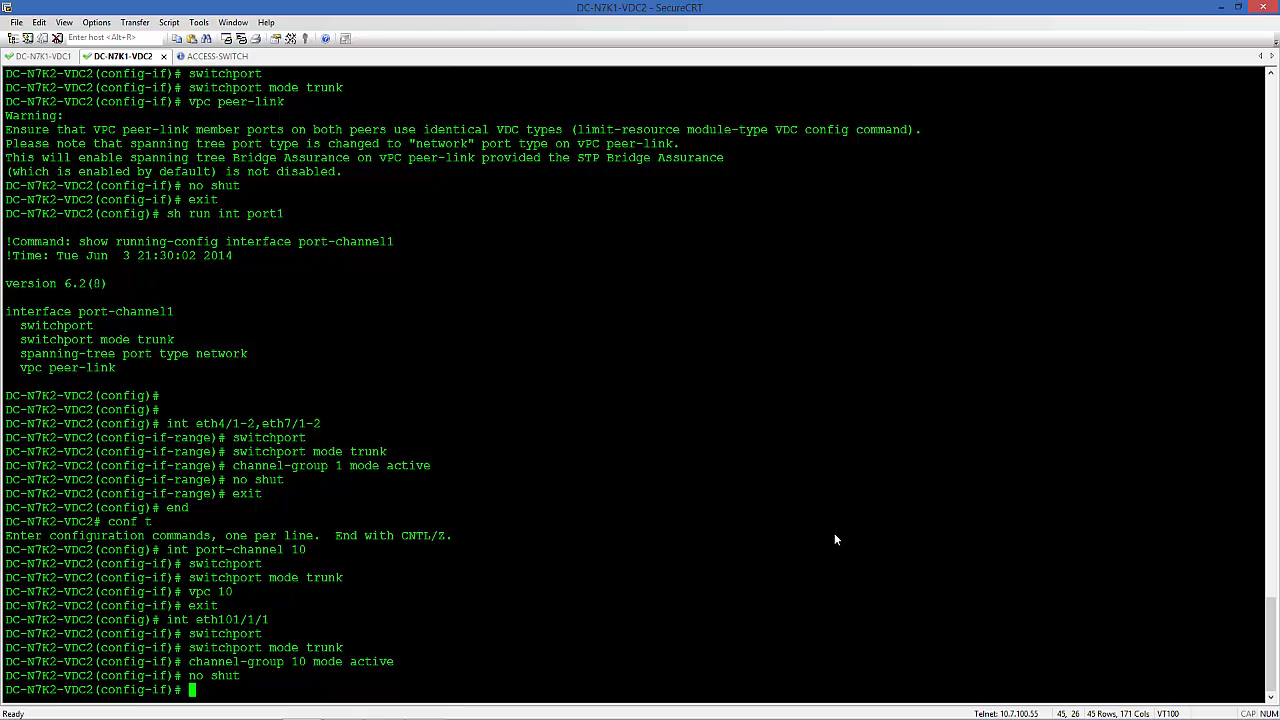 DC-N7K1-VDC2 - SecureCRT
File Edit View Options Transfer Script Tools Window Help
Enter host <Alt+R>
DC-N7K1-VDC1 DC-N7K1-VDC2 ACCESS-SWITCH
DC-N7K2-VDC2(config-if)# switchport
DC-N7K2-VDC2(config-if)# switchport mode trunk
DC-N7K2-VDC2(config-if)# vpc peer-link
Warning:
Ensure that VPC peer-link member ports on both peers use identical VDC types (limit-resource module-type VDC config command).
Please note that spanning tree port type is changed to "network" port type on vPC peer-link.
This will enable spanning tree Bridge Assurance on vPC peer-link provided the STP Bridge Assurance
(which is enabled by default) is not disabled.
DC-N7K2-VDC2(config-if)# no shut
DC-N7K2-VDC2(config-if)# exit
DC-N7K2-VDC2(config)# sh run int port1
!Command: show running-config interface port-channel1
!Time: Tue Jun  3 21:30:02 2014
version 6.2(8)
interface port-channel1
switchport
switchport mode trunk
spanning-tree port type network
vpc peer-link
DC-N7K2-VDC2(config)#
DC-N7K2-VDC2(config)#
DC-N7K2-VDC2(config)# int eth4/1-2,eth7/1-2
DC-N7K2-VDC2(config-if-range)# switchport
DC-N7K2-VDC2(config-if-range)# switchport mode trunk
DC-N7K2-VDC2(config-if-range)# channel-group 1 mode active
DC-N7K2-VDC2(config-if-range)# no shut
DC-N7K2-VDC2(config-if-range)# exit
DC-N7K2-VDC2(config)# end
DC-N7K2-VDC2# conf t
Enter configuration commands, one per line.  End with CNTL/Z.
DC-N7K2-VDC2(config)# int port-channel 10
DC-N7K2-VDC2(config-if)# switchport
DC-N7K2-VDC2(config-if)# switchport mode trunk
DC-N7K2-VDC2(config-if)# vpc 10
DC-N7K2-VDC2(config-if)# exit
DC-N7K2-VDC2(config)# int eth101/1/1
DC-N7K2-VDC2(config-if)# switchport
DC-N7K2-VDC2(config-if)# switchport mode trunk
DC-N7K2-VDC2(config-if)# channel-group 10 mode active
DC-N7K2-VDC2(config-if)# no shut
DC-N7K2-VDC2(config-if)#
Ready Telnet: 10.7.100.55 45, 26 45 Rows, 171 Cols VT100 CAP NUM